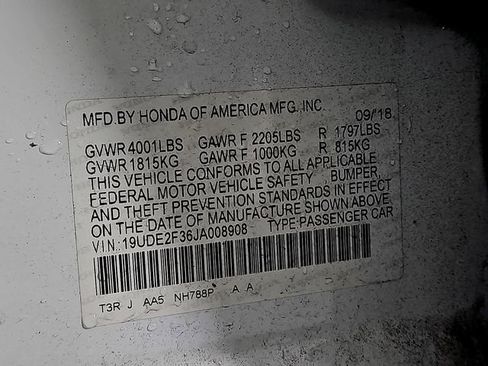 MFD.BY HONDA OF AMERICA MFG. INC. 09/'18
GVWR 4001LBS GAWR F 2205LBS R 1797LBS
GVWR 1815KG GAWR F 1000KG R 815KG
THIS VEHICLE CONFORMS TO ALL APPLICABLE
FEDERAL MOTOR VEHICLE SAFETY BUMPER,
AND THEFT PREVENTION STANDARDS IN EFFECT
ON THE DATE OF MANUFACTURE SHOWN ABOVE.
V.I.N: 19UDE2F36JA008908 TYPE:PASSENGER CAR
T3R J AA5 NH788P A A